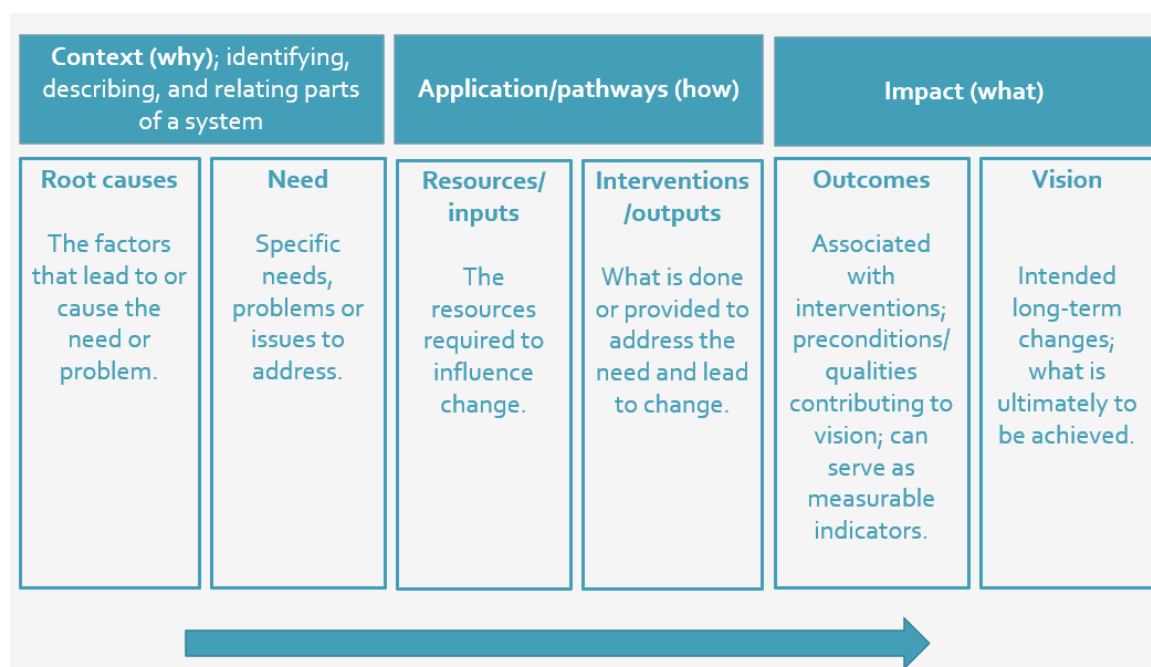 Context (why); identifying,
describing, and relating parts
of a system
Application/pathways (how)
Impact (what)
Root causes
The factors
that lead to or
cause the
need or
problem.
Need
Specific
needs,
problems or
issues to
address.
Resources/
inputs
The
resources
required to
influence
change.
Interventions
/outputs
What is done
or provided to
address the
need and lead
to change.
Outcomes
Associated
with
interventions;
preconditions/
qualities
contributing to
vision; can
serve as
measurable
indicators.
Vision
Intended
long-term
changes;
what is
ultimately to
be achieved.